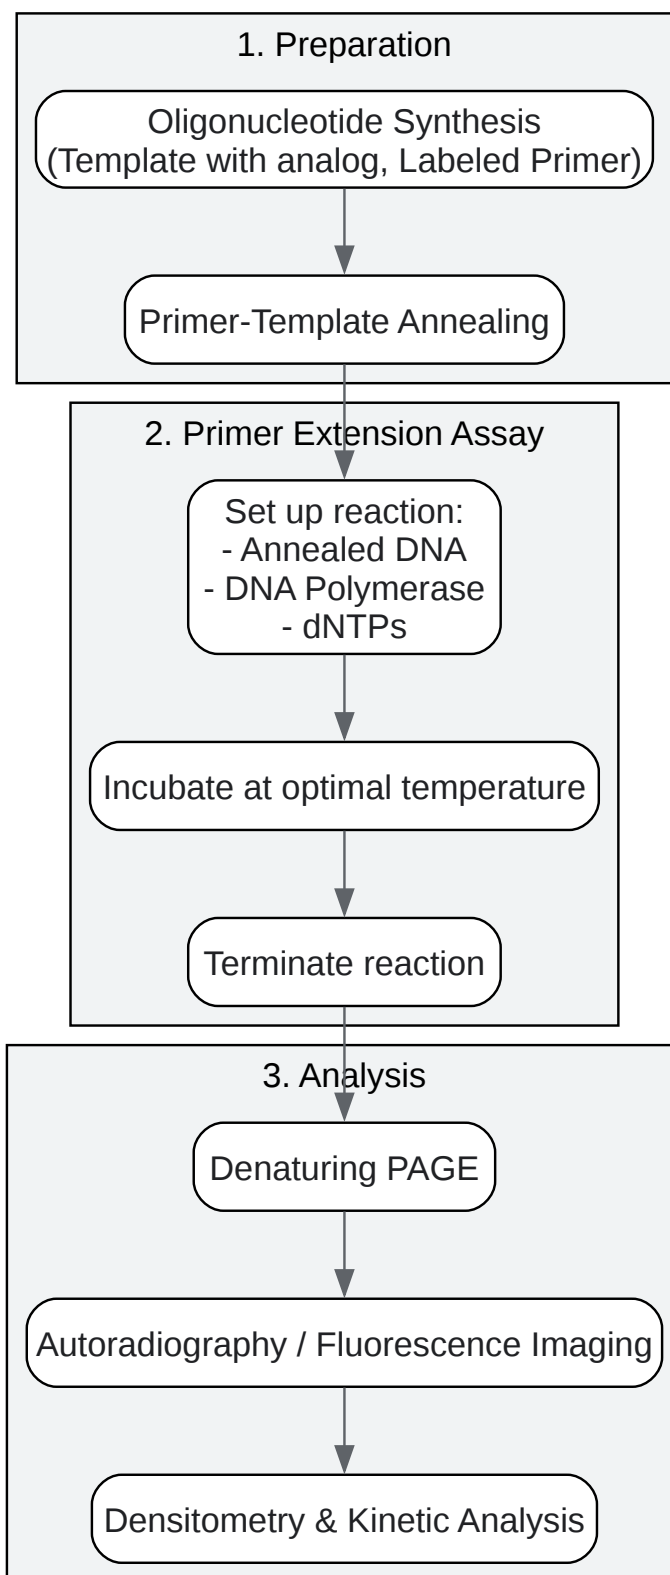 1. Preparation
Oligonucleotide Synthesis
(Template with analog, Labeled Primer)
Primer-Template Annealing
2. Primer Extension Assay
Set up reaction:
- Annealed DNA
- DNA Polymerase
- dNTPs
Incubate at optimal temperature
Terminate reaction
3. Analysis
Denaturing PAGE
Autoradiography / Fluorescence Imaging
Densitometry & Kinetic Analysis